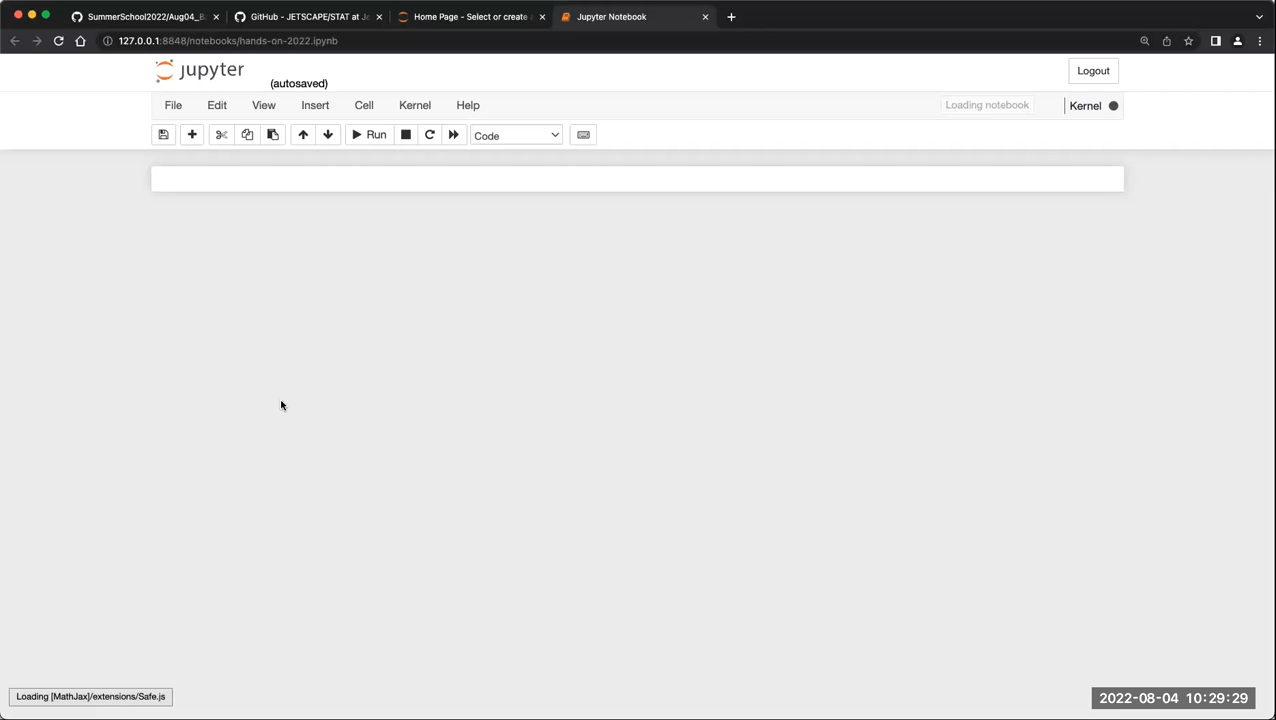 SummerSchool2022/Aug04_B
GitHub - JETSCAPE/STAT at Je
Home Page - Select or create a
Jupyter Notebook
127.0.0.1:8848/notebooks/hands-on-2022.ipynb
jupyter
(autosaved)
Logout
File Edit View Insert Cell Kernel Help
Loading notebook
Kernel
Run
Code
Loading [MathJax]/extensions/Safe.js
2022-08-04 10:29:29